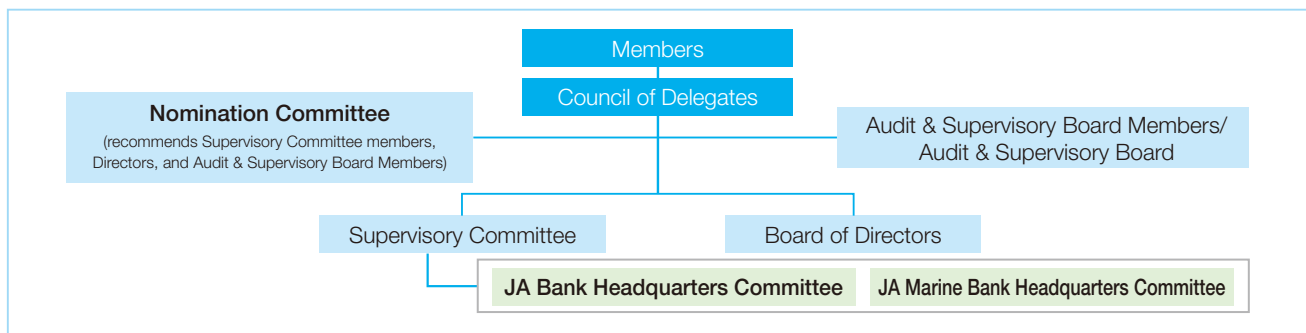 Members
Council of Delegates
Nomination Committee
(recommends Supervisory Committee members,
Directors, and Audit & Supervisory Board Members)
Audit & Supervisory Board Members/
Audit & Supervisory Board
Supervisory Committee
Board of Directors
JA Bank Headquarters Committee
JA Marine Bank Headquarters Committee